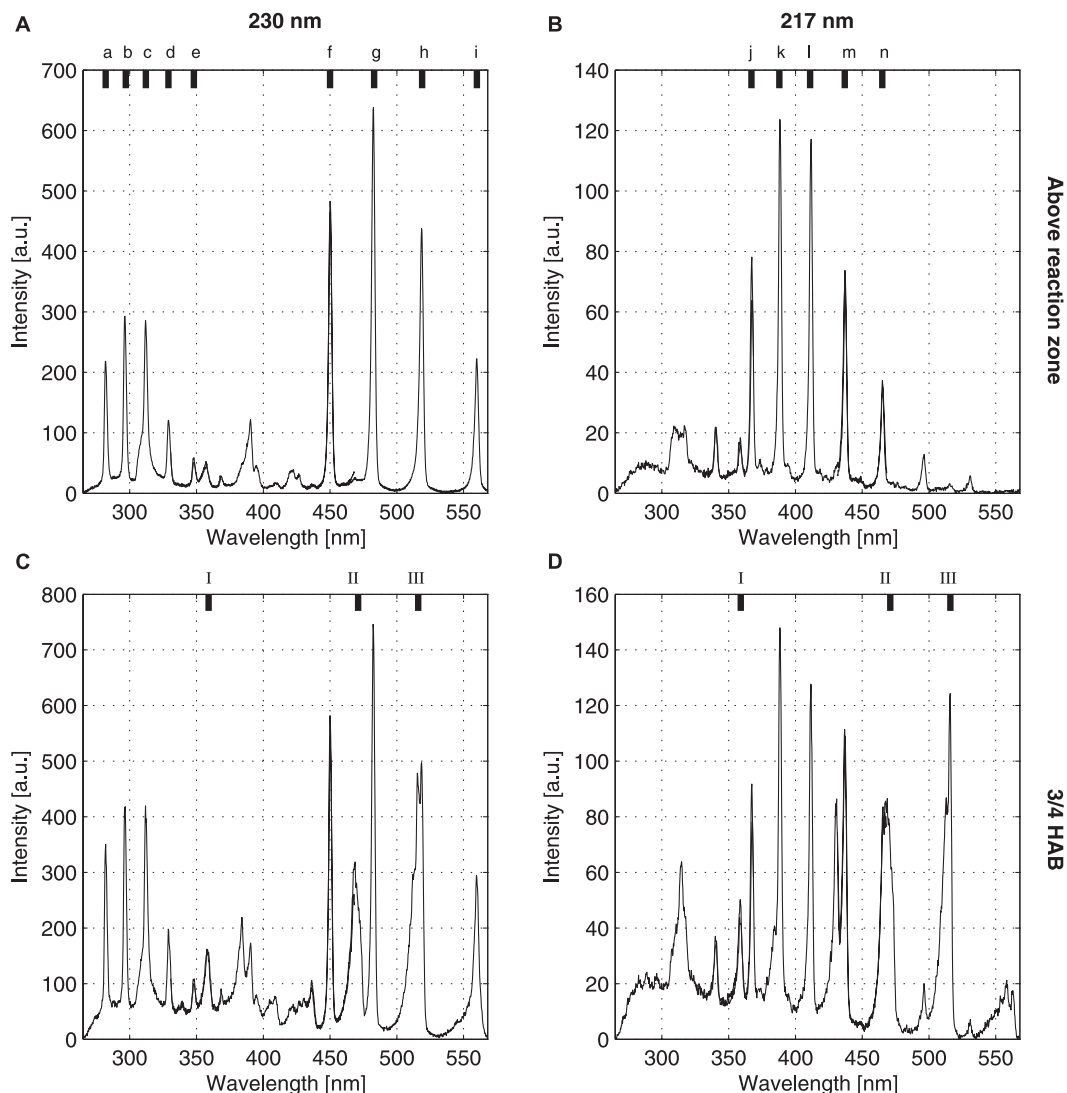 A
230 nm
B
217 nm
a b c d e f g h i
j k l m n
700
600
500
400
300
200
100
0
Intensity [a.u.]
300 350 400 450 500 550
Wavelength [nm]
140
120
100
80
60
40
20
0
Intensity [a.u.]
300 350 400 450 500 550
Wavelength [nm]
Above reaction zone
C
I II III
800
700
600
500
400
300
200
100
0
Intensity [a.u.]
300 350 400 450 500 550
Wavelength [nm]
D
I II III
160
140
120
100
80
60
40
20
0
Intensity [a.u.]
300 350 400 450 500 550
Wavelength [nm]
3/4 HAB